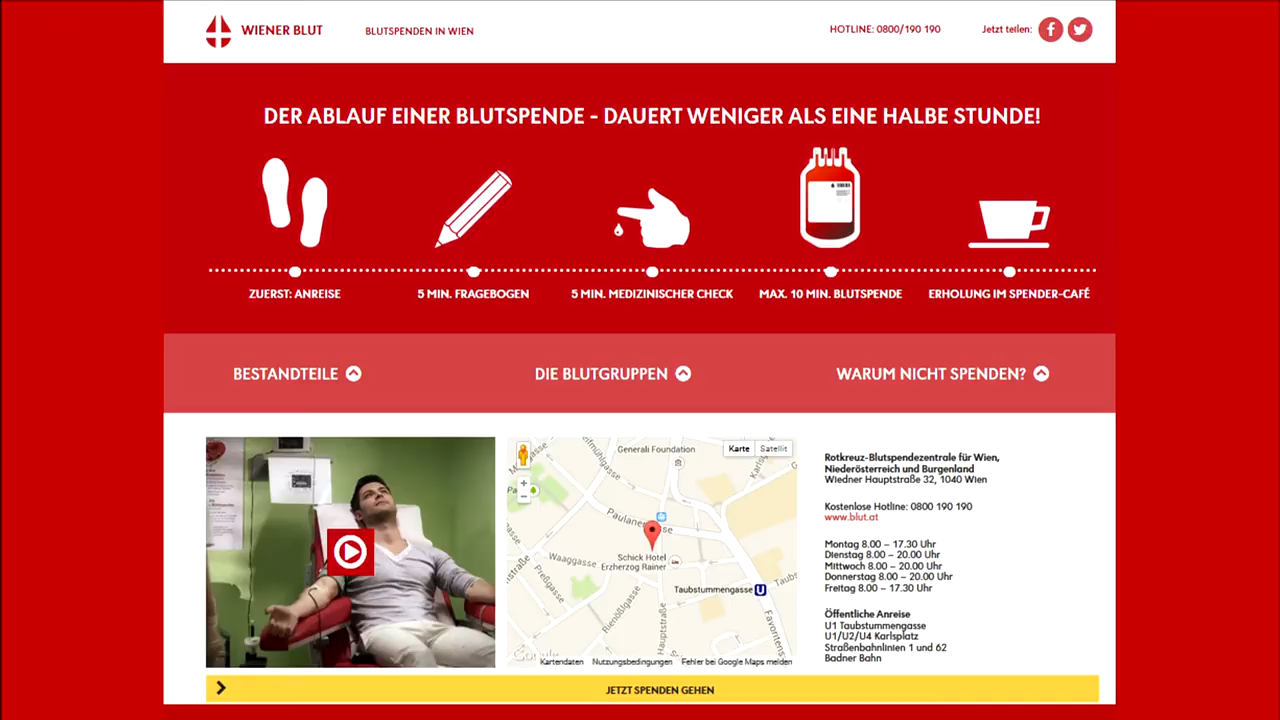 WIENER BLUT
BLUTSPENDEN IN WIEN
HOTLINE: 0800/190 190
Jetzt teilen:
DER ABLAUF EINER BLUTSPENDE - DAUERT WENIGER ALS EINE HALBE STUNDE!
ZUERST: ANREISE
5 MIN. FRAGEBOGEN
5 MIN. MEDIZINISCHER CHECK
MAX. 10 MIN. BLUTSPENDE
ERHOLUNG IM SPENDER-CAFÉ
BESTANDTEILE
DIE BLUTGRUPPEN
WARUM NICHT SPENDEN?
Generali Foundation
Karte
Satellit
Paulanergasse
Waaggasse
Preßgasse
Schick Hotel
Erzherzog Rainer
Taubstummengasse U
Taubs
Rienößlgasse
Hauptstraße
Favoritens
Google
Kartendaten
Nutzungsbedingungen
Fehler bei Google Maps melden
Rotkreuz-Blutspendezentrale für Wien,
Niederösterreich und Burgenland
Wiedner Hauptstraße 32, 1040 Wien
Kostenlose Hotline: 0800 190 190
www.blut.at
Montag 8.00 – 17.30 Uhr
Dienstag 8.00 – 20.00 Uhr
Mittwoch 8.00 – 20.00 Uhr
Donnerstag 8.00 – 20.00 Uhr
Freitag 8.00 – 17.30 Uhr
Öffentliche Anreise
U1 Taubstummengasse
U1/U2/U4 Karlsplatz
Straßenbahnlinien 1 und 62
Badner Bahn
JETZT SPENDEN GEHEN